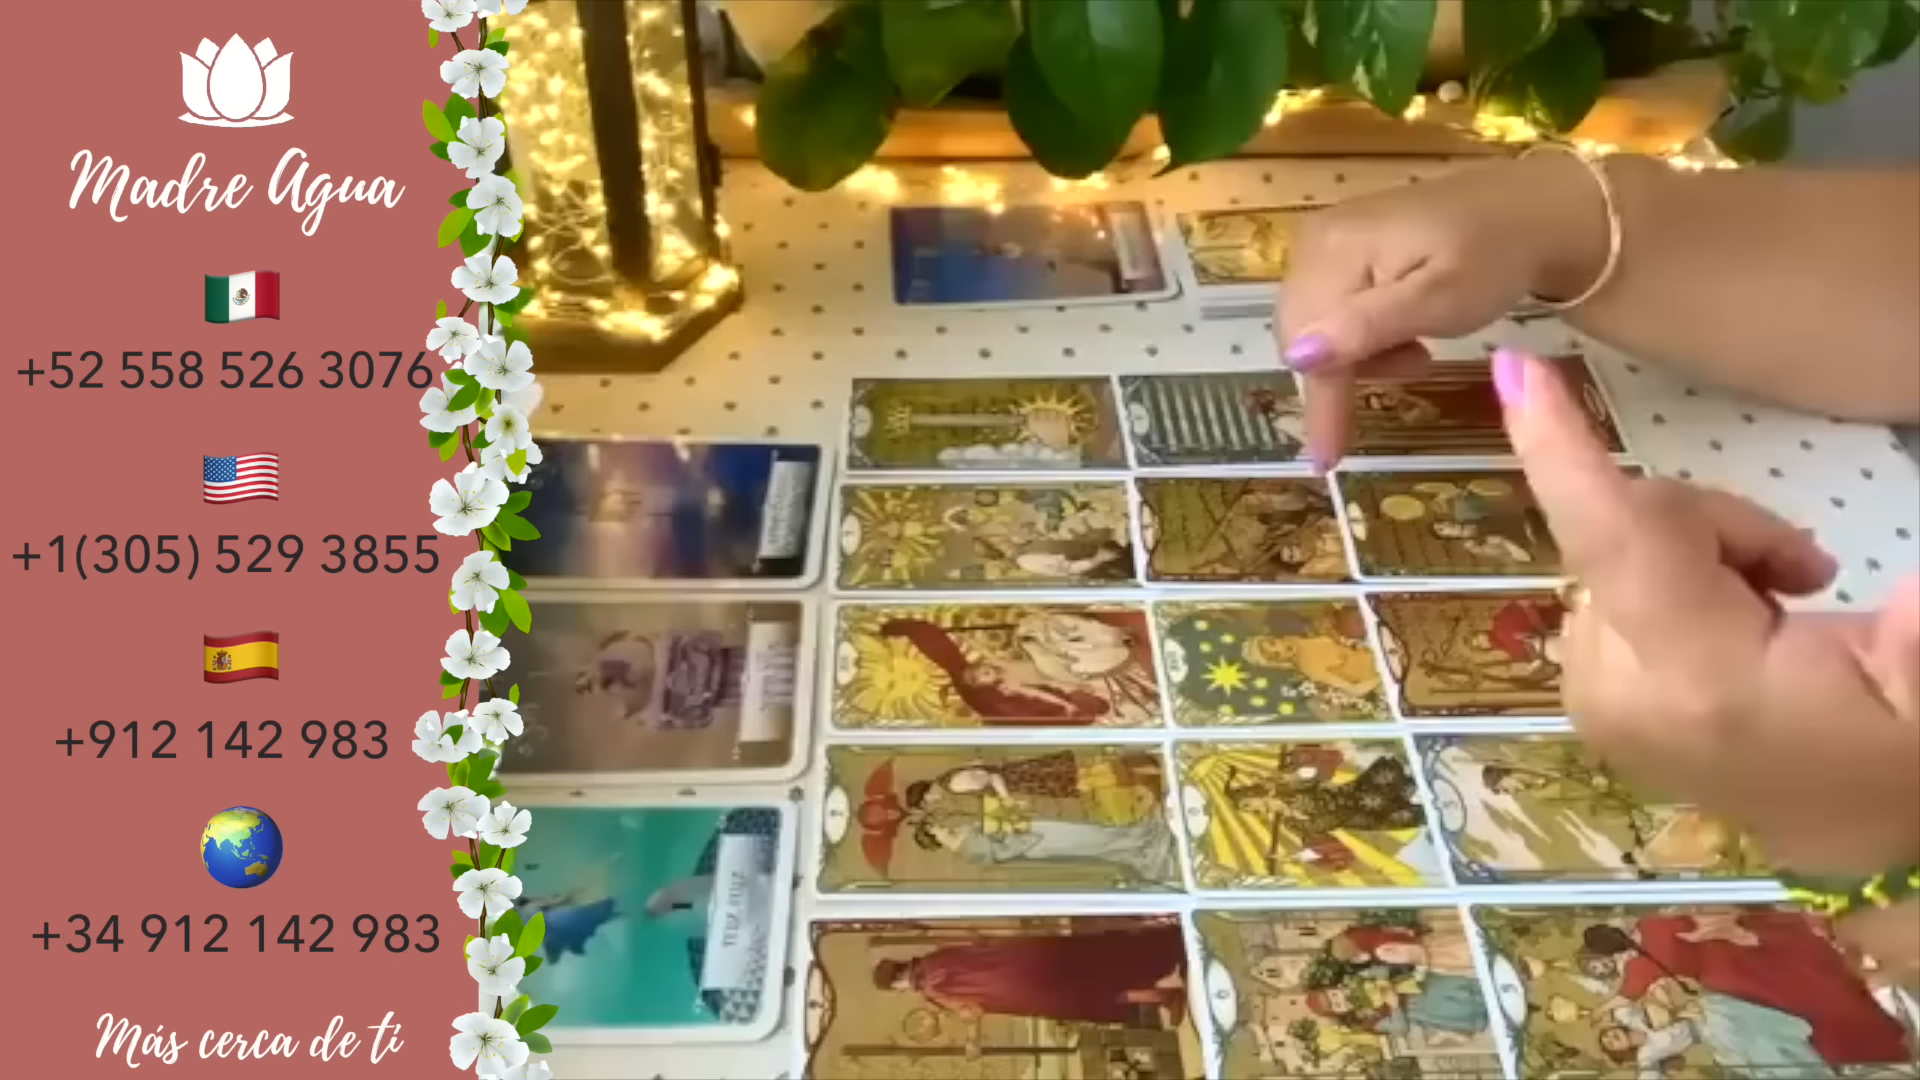 Madre Agua
+52 558 526 3076
+1(305) 529 3855
+912 142 983
+34 912 142 983
Más cerca de ti